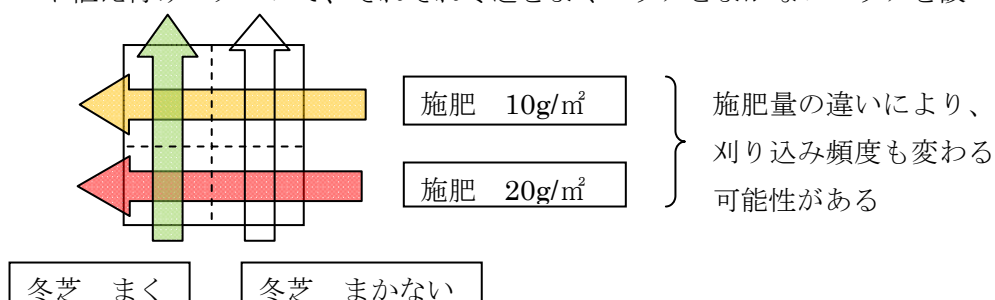 施肥　10g/㎡
施肥　20g/㎡
施肥量の違いにより、
刈り込み頻度も変わる
可能性がある
冬芝　まく
冬芝　まかない